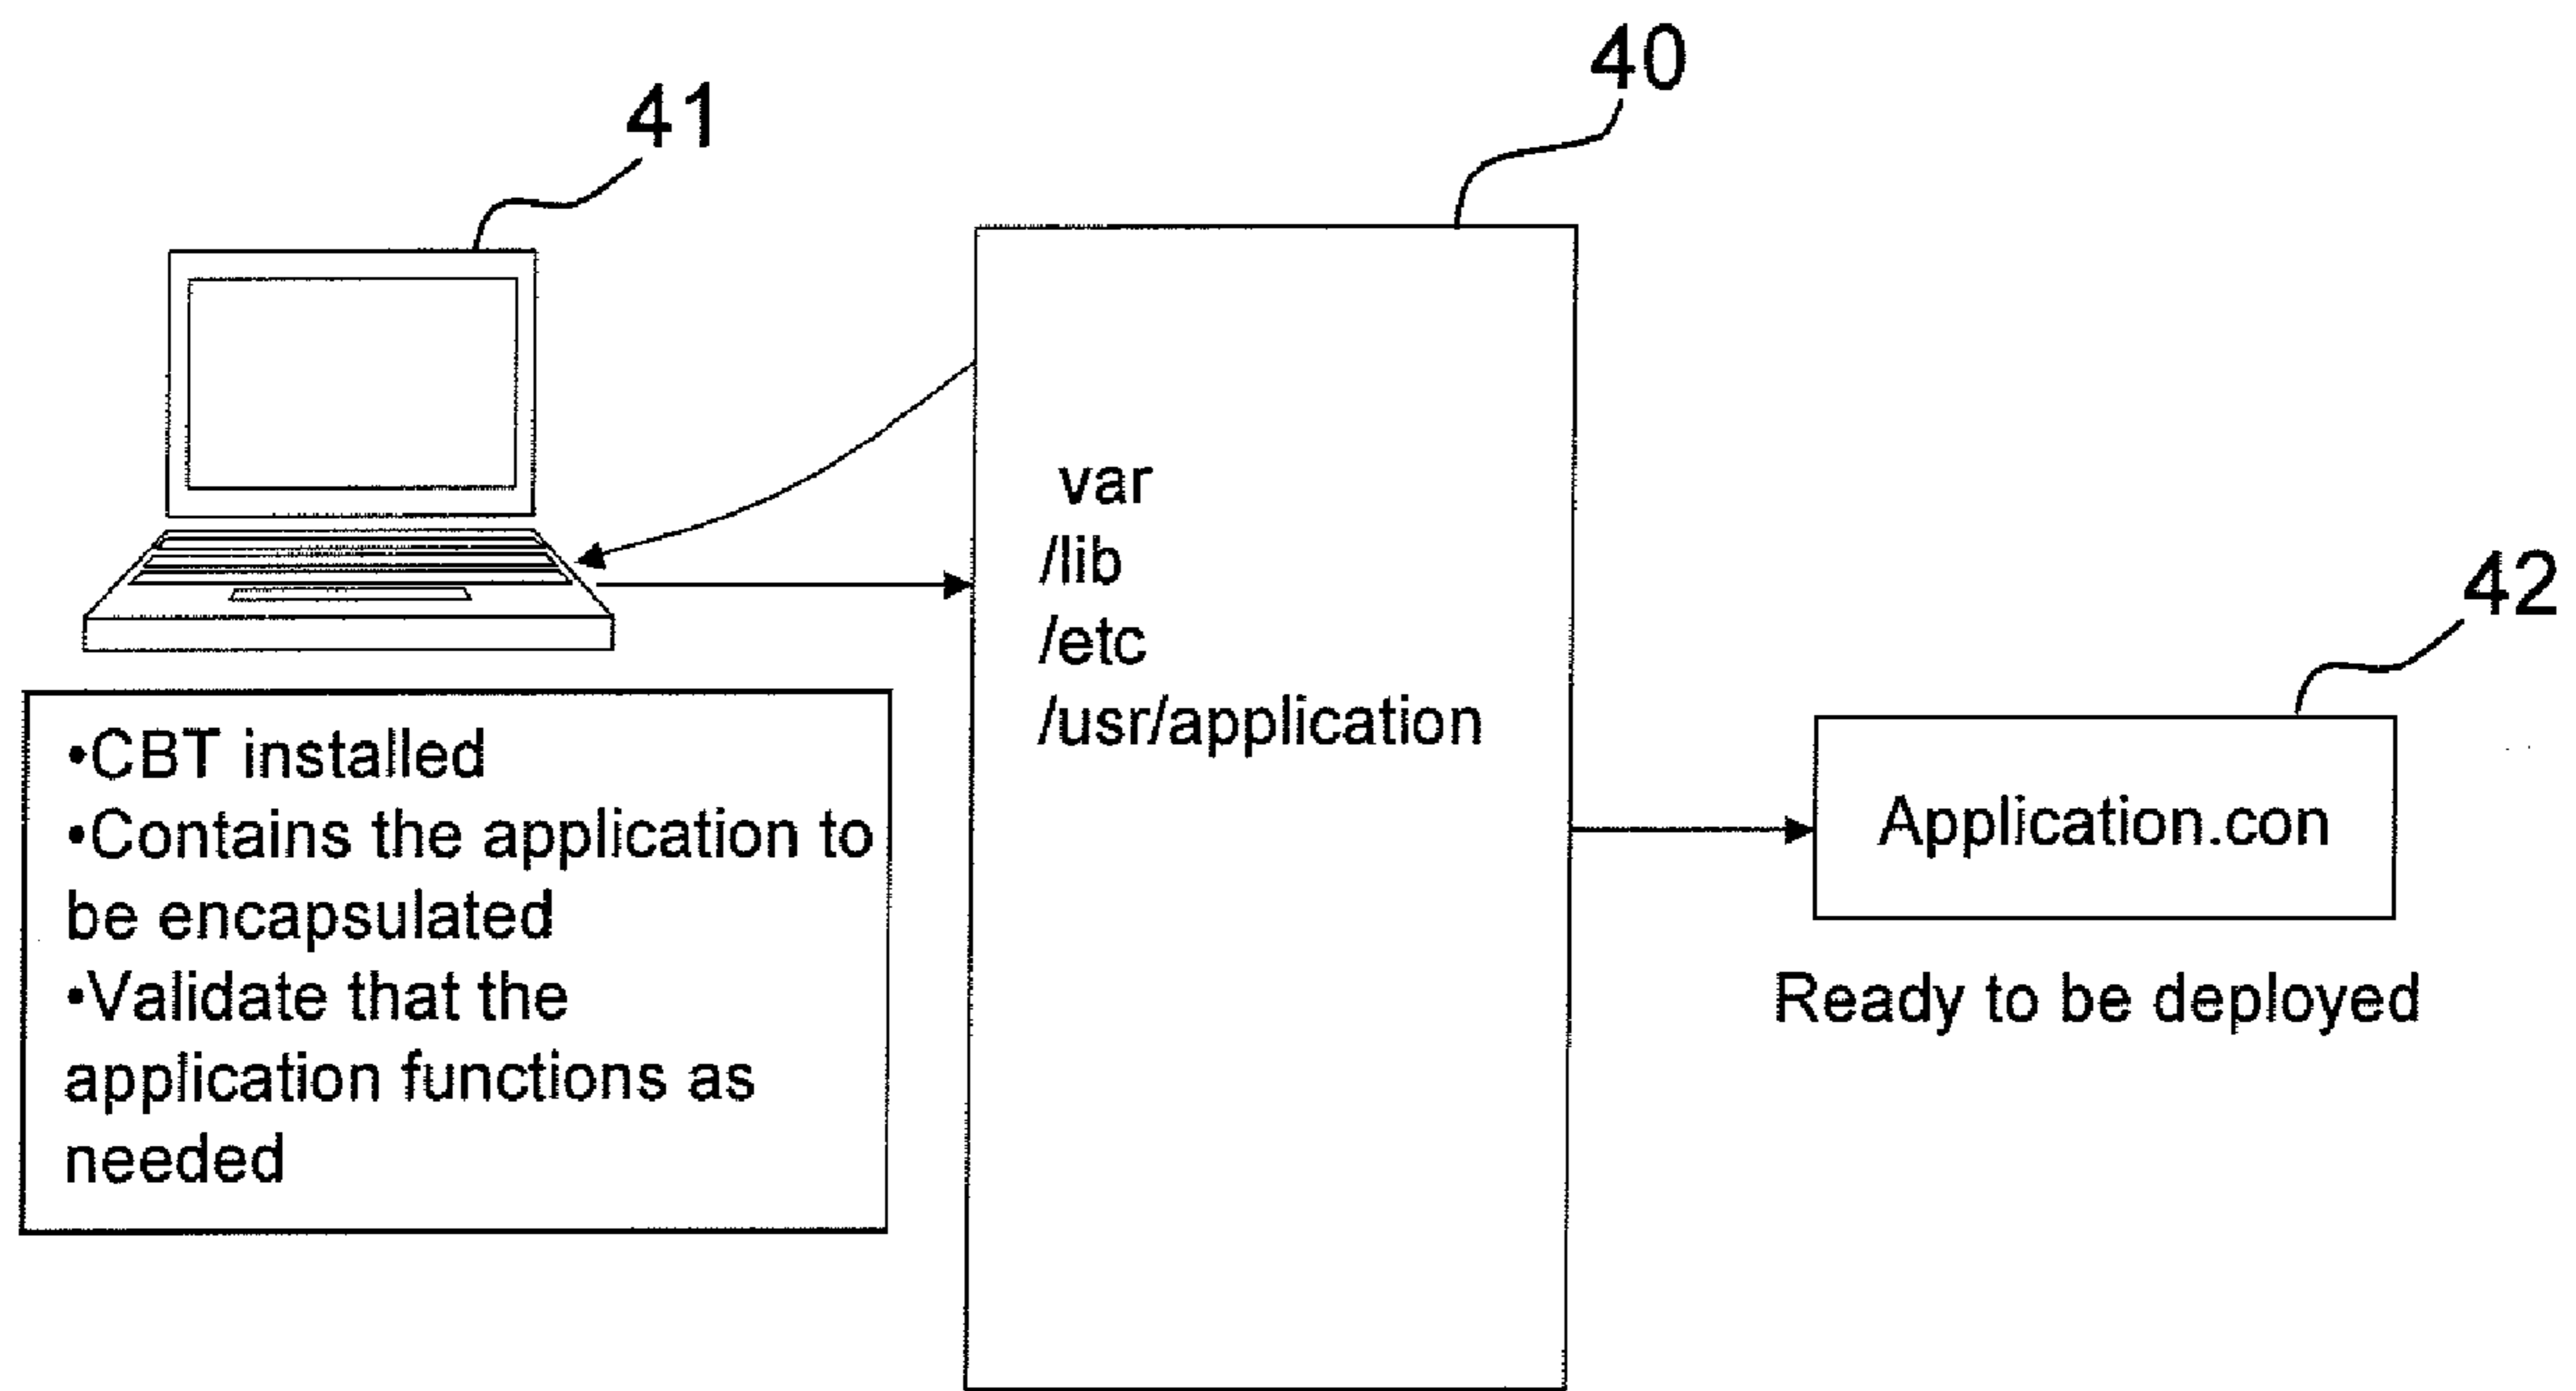 41
40
•CBT installed
•Contains the application to
be encapsulated
•Validate that the
application functions as
needed
var
/lib
/etc
/usr/application
42
Application.con
Ready to be deployed